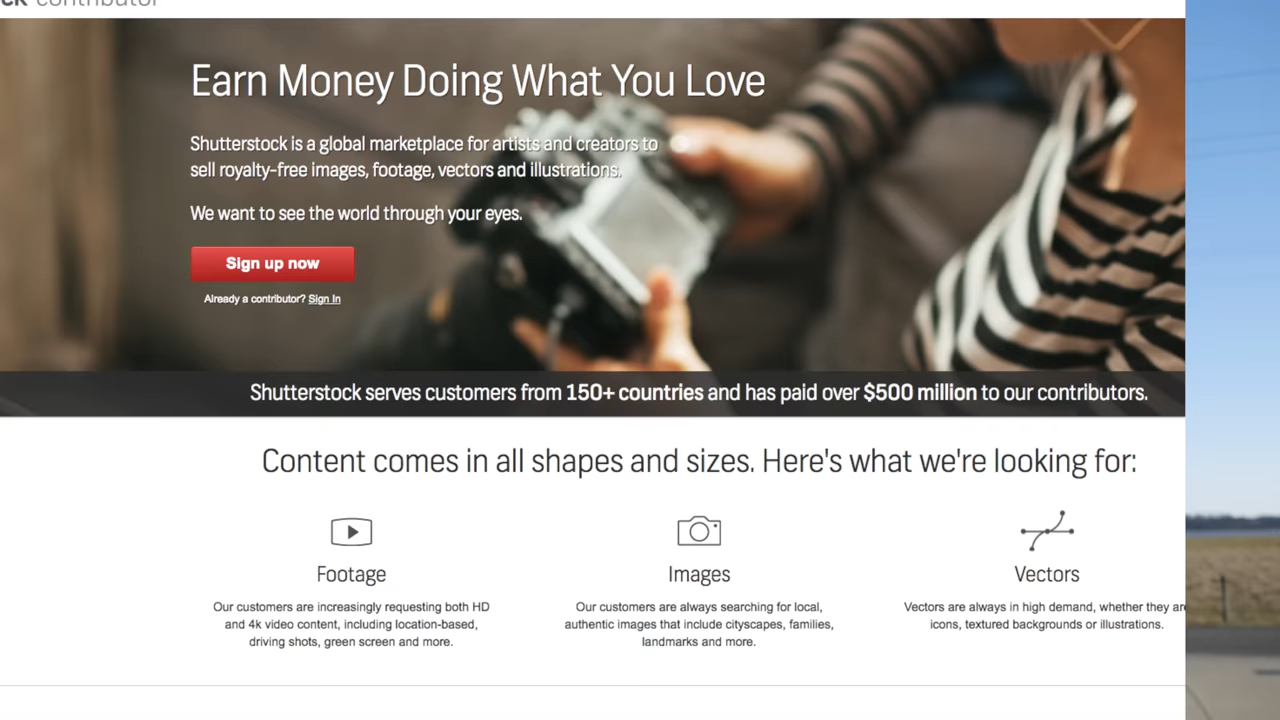 ck contributor
Earn Money Doing What You Love
Shutterstock is a global marketplace for artists and creators to
sell royalty-free images, footage, vectors and illustrations.
We want to see the world through your eyes.
Sign up now
Already a contributor? Sign In
Shutterstock serves customers from 150+ countries and has paid over $500 million to our contributors.
Content comes in all shapes and sizes. Here's what we're looking for:
Footage
Our customers are increasingly requesting both HD
and 4k video content, including location-based,
driving shots, green screen and more.
Images
Our customers are always searching for local,
authentic images that include cityscapes, families,
landmarks and more.
Vectors
Vectors are always in high demand, whether they are
icons, textured backgrounds or illustrations.